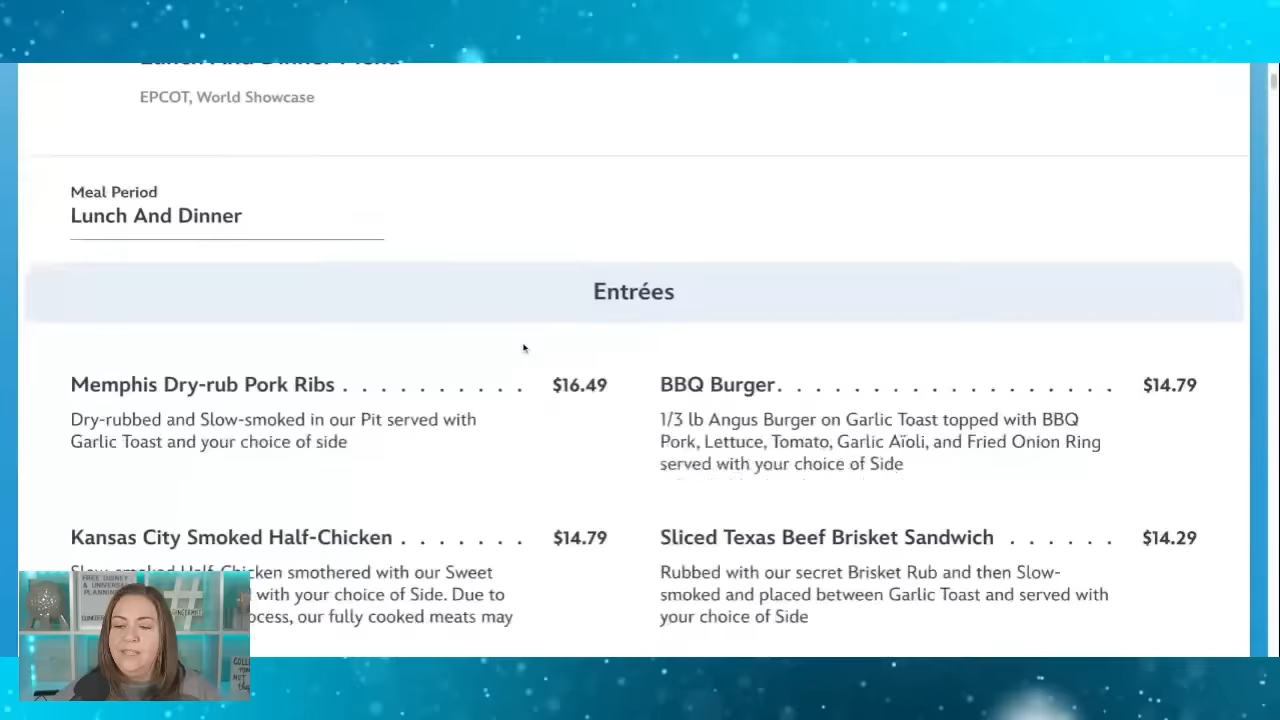 EPCOT, World Showcase
Meal Period
Lunch And Dinner
Entrées
Memphis Dry-rub Pork Ribs . . . . . . . . . . $16.49
Dry-rubbed and Slow-smoked in our Pit served with
Garlic Toast and your choice of side
BBQ Burger. . . . . . . . . . . . . . . . . . $14.79
1/3 lb Angus Burger on Garlic Toast topped with BBQ
Pork, Lettuce, Tomato, Garlic Aïoli, and Fried Onion Ring
served with your choice of Side
Kansas City Smoked Half-Chicken . . . . . . . $14.79
Half-Chicken smothered with our Sweet
with your choice of Side. Due to
our fully cooked meats may
Sliced Texas Beef Brisket Sandwich . . . . . . $14.29
Rubbed with our secret Brisket Rub and then Slow-
smoked and placed between Garlic Toast and served with
your choice of Side
FREE DISNEY
& UNIVERSAL
PLANNING